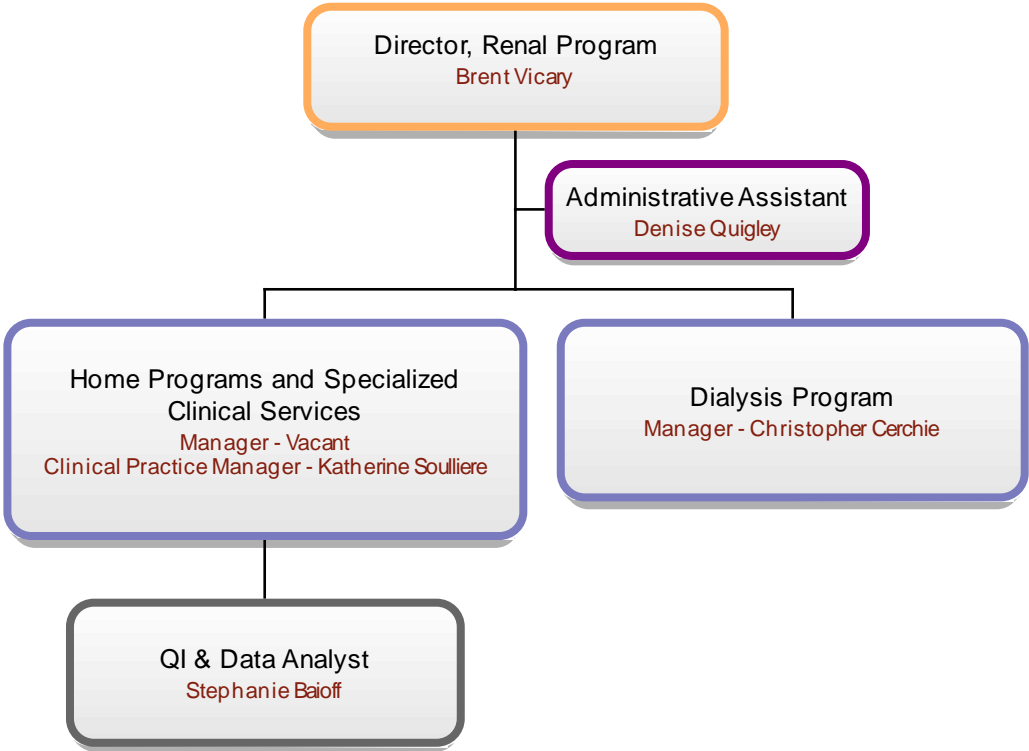 Director, Renal Program
Brent Vicary
Administrative Assistant
Denise Quigley
Home Programs and Specialized
Clinical Services
Manager - Vacant
Clinical Practice Manager - Katherine Soulliere
Dialysis Program
Manager - Christopher Cerchie
QI & Data Analyst
Stephanie Baioff